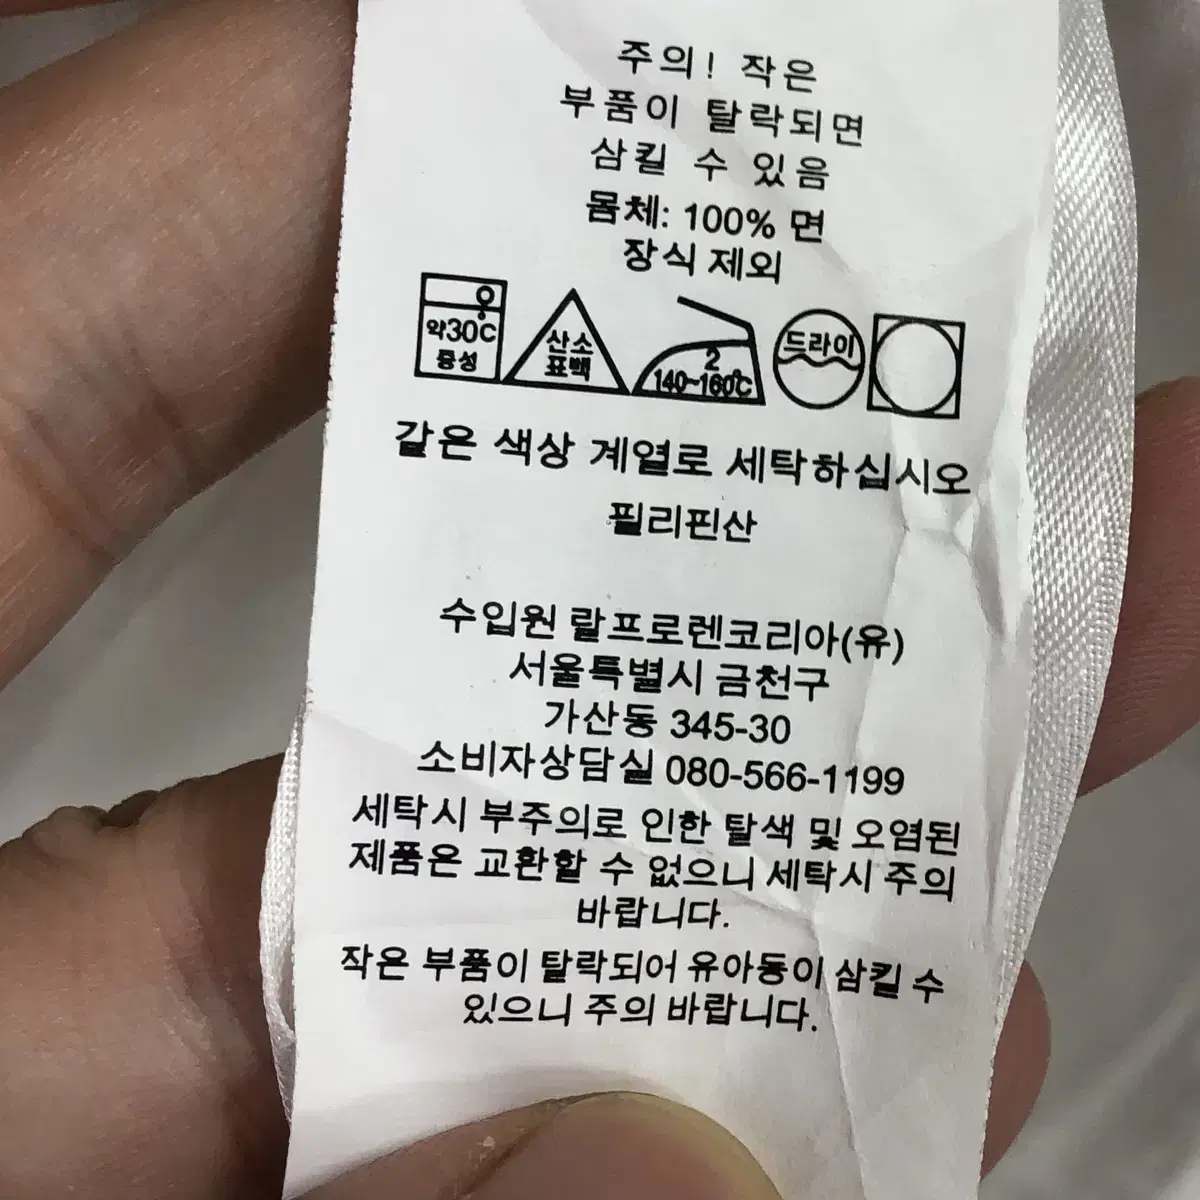 주의! 작은
부품이 탈락되면
삼킬 수 있음
몸체: 100% 면
장식 제외
약30℃
중성
산소
표백
2
140~160℃
드라이
같은 색상 계열로 세탁하십시오
필리핀산
수입원 랄프로렌코리아(유)
서울특별시 금천구
가산동 345-30
소비자상담실 080-566-1199
세탁시 부주의로 인한 탈색 및 오염된
제품은 교환할 수 없으니 세탁시 주의
바랍니다.
작은 부품이 탈락되어 유아동이 삼킬 수
있으니 주의 바랍니다.